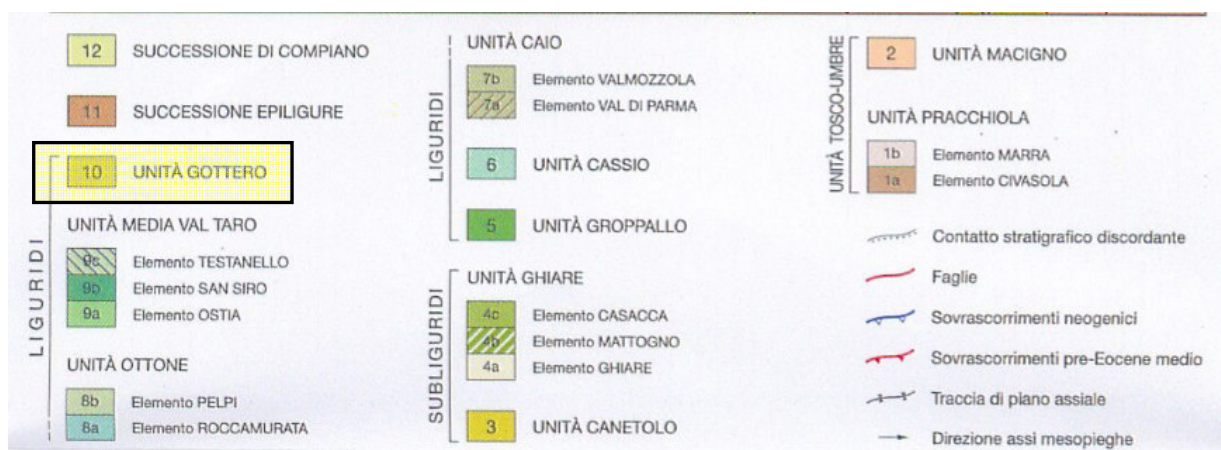 12 SUCCESSIONE DI COMPIANO
11 SUCCESSIONE EPILIGURE
LIGURIDI
10 UNITÀ GOTTERO
UNITÀ MEDIA VAL TARO
9c Elemento TESTANELLO
9b Elemento SAN SIRO
9a Elemento OSTIA
UNITÀ OTTONE
8b Elemento PELPI
8a Elemento ROCCAMURATA
LIGURIDI
UNITÀ CAIO
7b Elemento VALMOZZOLA
7a Elemento VAL DI PARMA
6 UNITÀ CASSIO
5 UNITÀ GROPPALLO
SUBLIGURIDI
UNITÀ GHIARE
4c Elemento CASACCA
4b Elemento MATTOGNO
4a Elemento GHIARE
3 UNITÀ CANETOLO
UNITÀ TOSCO-UMBRE
2 UNITÀ MACIGNO
UNITÀ PRACCHIOLA
1b Elemento MARRA
1a Elemento CIVASOLA
Contatto stratigrafico discordante
Faglie
Sovrascorrimenti neogenici
Sovrascorrimenti pre-Eocene medio
Traccia di piano assiale
Direzione assi mesopieghe